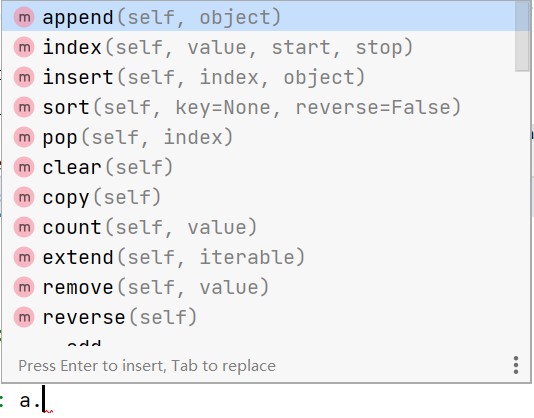 m append(self, object)
m index(self, value, start, stop)
m insert(self, index, object)
m sort(self, key=None, reverse=False)
m pop(self, index)
m clear(self)
m copy(self)
m count(self, value)
m extend(self, iterable)
m remove(self, value)
m reverse(self)
Press Enter to insert, Tab to replace
: a.